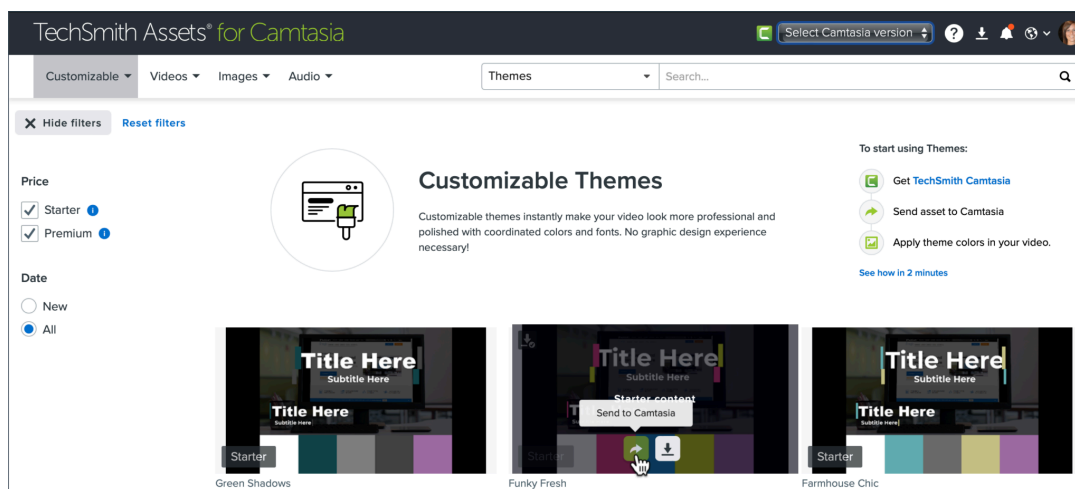 TechSmith Assets® for Camtasia
Select Camtasia version
Customizable
Videos
Images
Audio
Themes
Search...
Hide filters
Reset filters
Price
Starter
Premium
Date
New
All
Customizable Themes
Customizable themes instantly make your video look more professional and
polished with coordinated colors and fonts. No graphic design experience
necessary!
To start using Themes:
Get TechSmith Camtasia
Send asset to Camtasia
Apply theme colors in your video.
See how in 2 minutes
Title Here
Subtitle Here
Title Here
Subtitle Here
Starter
Green Shadows
Title Here
Subtitle Here
Starter content
Send to Camtasia
Starter
Funky Fresh
Title Here
Subtitle Here
Title Here
Subtitle Here
Starter
Farmhouse Chic